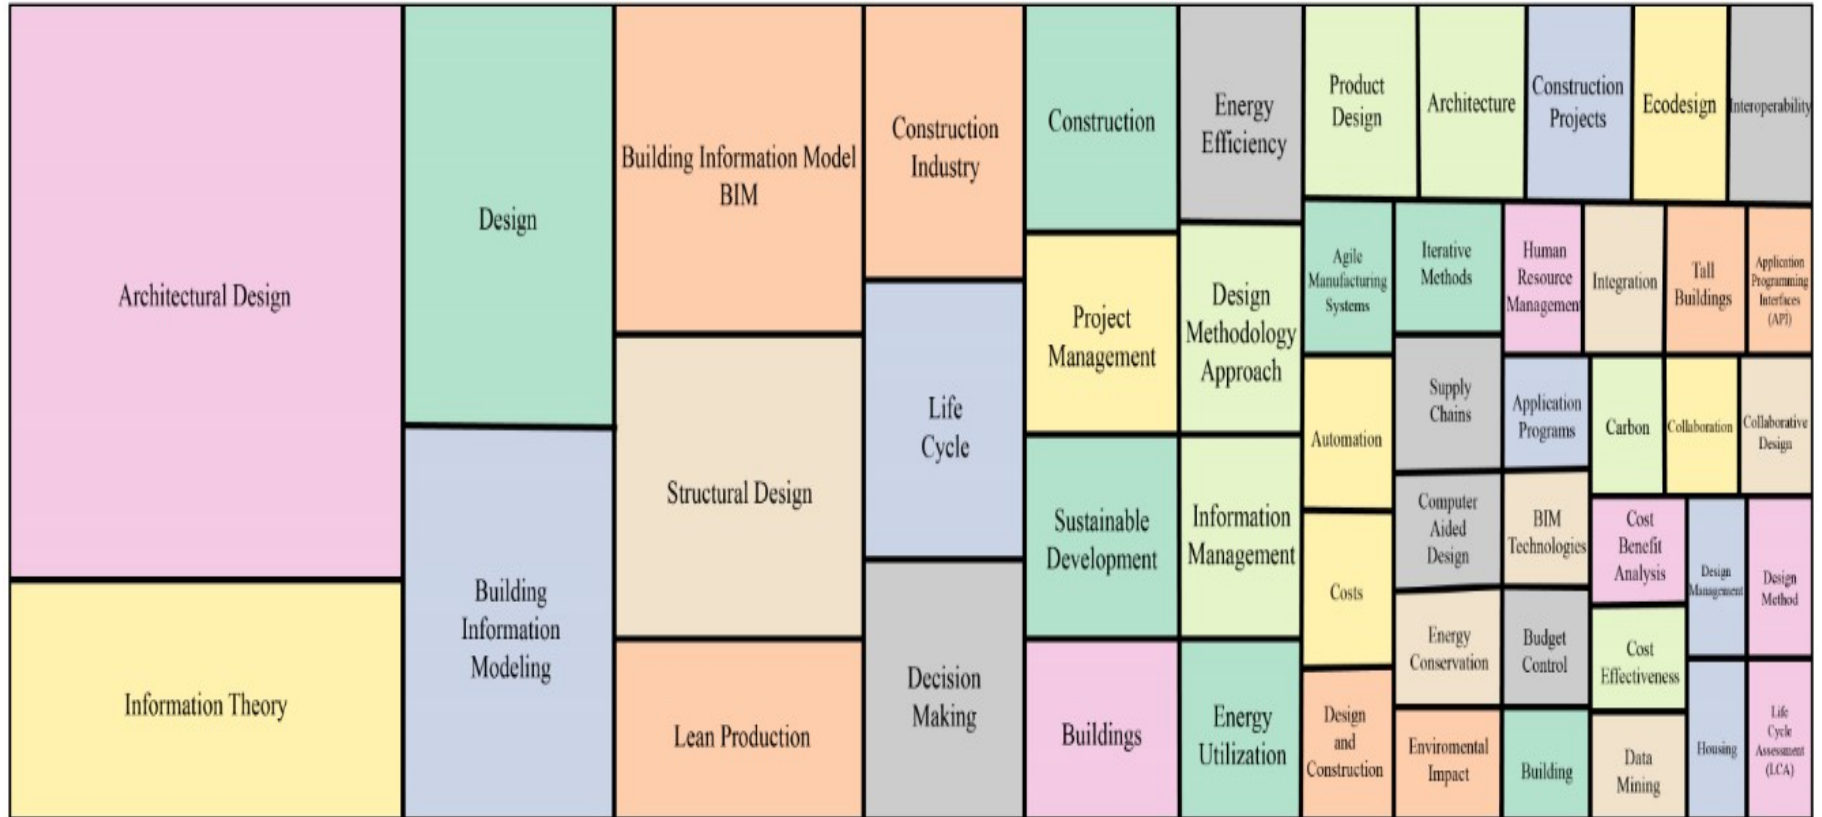 Architectural Design
Information Theory
Design
Building
Information
Modeling
Building Information Model
BIM
Structural Design
Lean Production
Construction
Industry
Life
Cycle
Decision
Making
Construction
Project
Management
Sustainable
Development
Buildings
Energy
Efficiency
Design
Methodology
Approach
Information
Management
Energy
Utilization
Product
Design
Architecture
Construction
Projects
Ecodesign
Interoperability
Agile
Manufacturing
Systems
Automation
Costs
Design
and
Construction
Iterative
Methods
Supply
Chains
Computer
Aided
Design
Energy
Conservation
Enviromental
Impact
Human
Resource
Management
Integration
Tall
Buildings
Application
Programming
Interfaces
(API)
Application
Programs
BIM
Technologies
Budget
Control
Building
Carbon
Collaboration
Collaborative
Design
Cost
Benefit
Analysis
Cost
Effectiveness
Data
Mining
Design
Management
Housing
Design
Method
Life
Cycle
Assessment
(LCA)